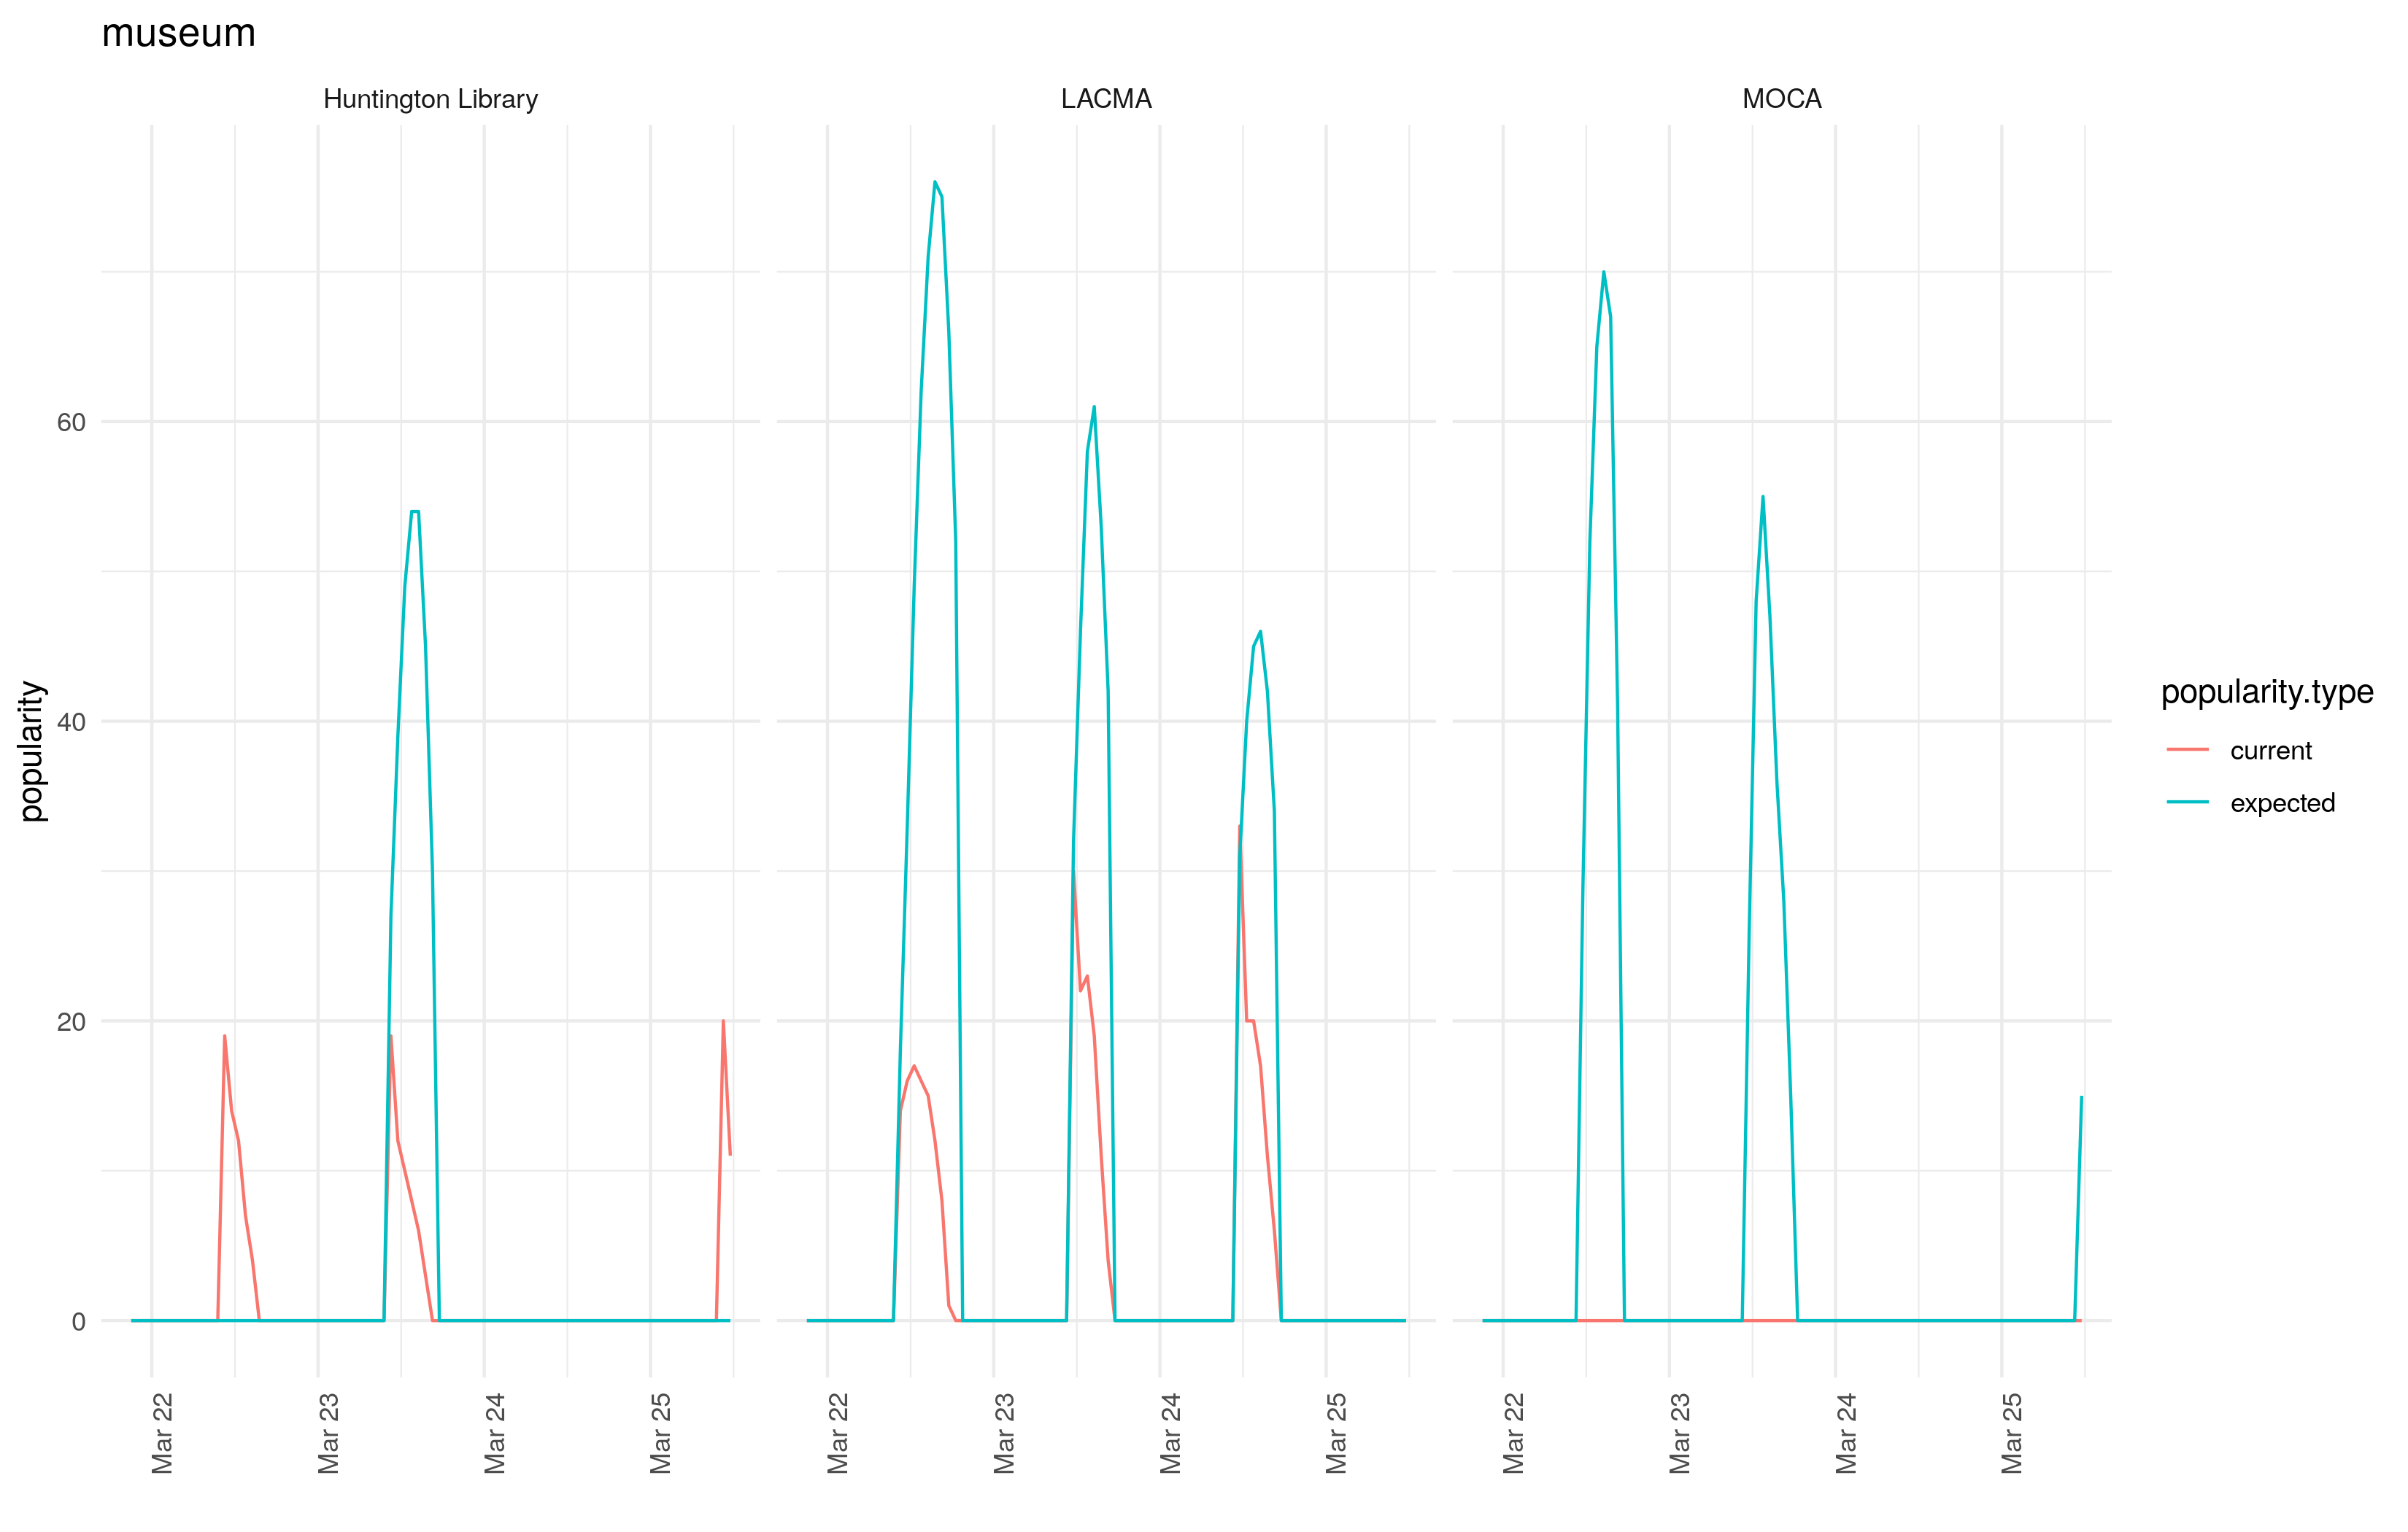 museum
Huntington Library
LACMA
MOCA
popularity
60
40
20
0
Mar 22
Mar 23
Mar 24
Mar 25
Mar 22
Mar 23
Mar 24
Mar 25
Mar 22
Mar 23
Mar 24
Mar 25
popularity.type
current
expected